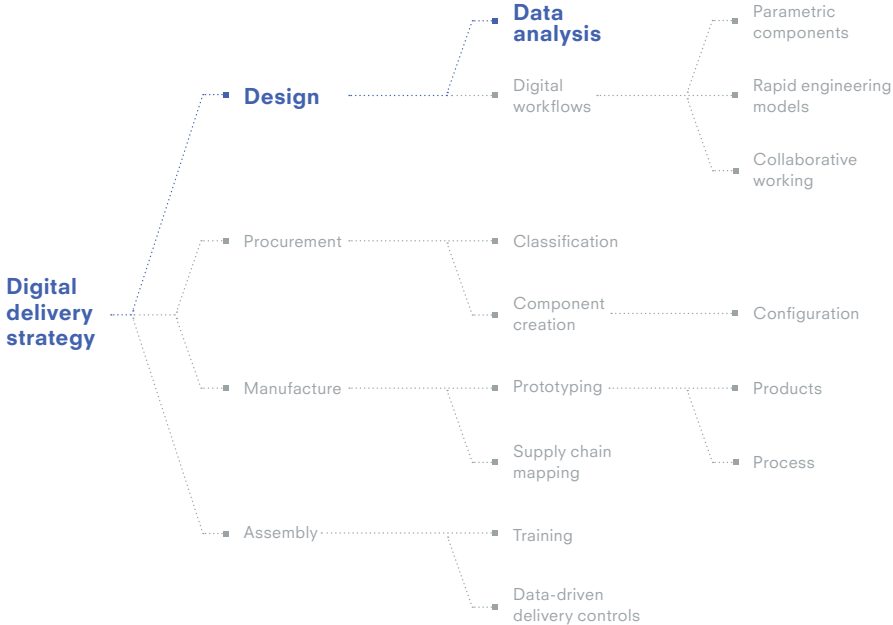 Digital
delivery
strategy
Design
Data
analysis
Digital
workflows
Parametric
components
Rapid engineering
models
Collaborative
working
Procurement
Classification
Component
creation
Configuration
Manufacture
Prototyping
Products
Process
Supply chain
mapping
Assembly
Training
Data-driven
delivery controls